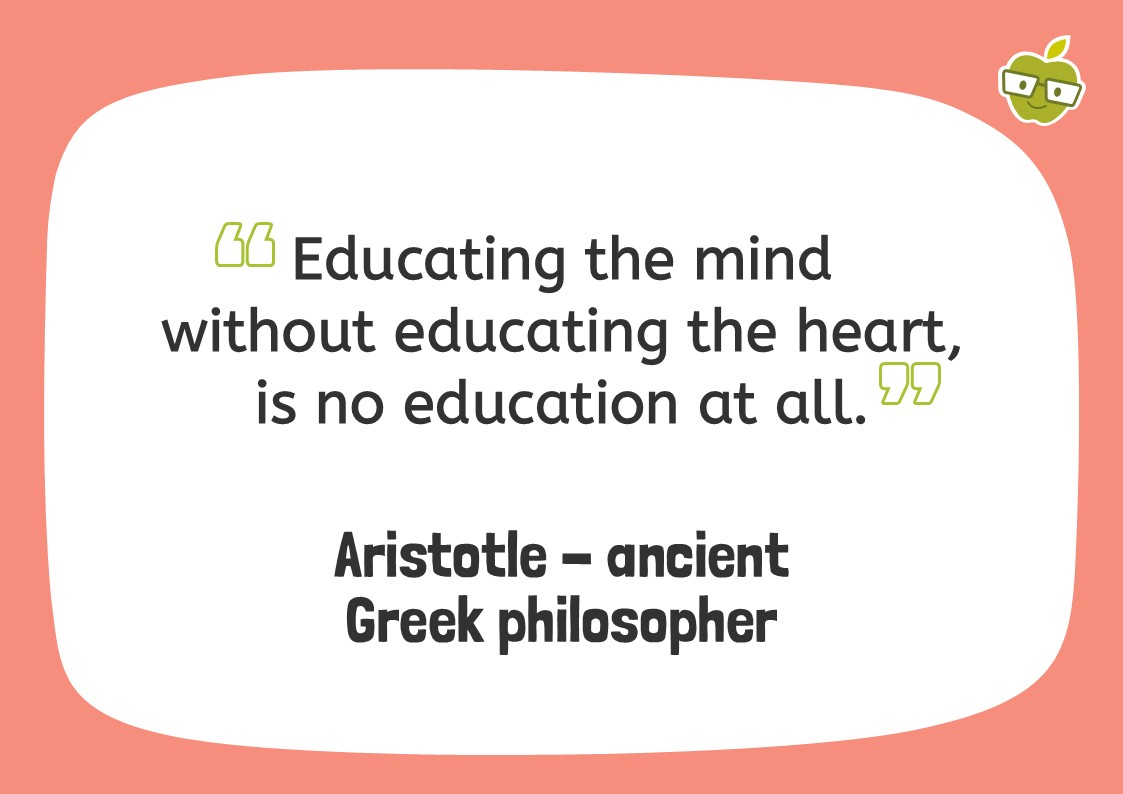 “Educating the mind
without educating the heart,
is no education at all.”
Aristotle – ancient
Greek philosopher